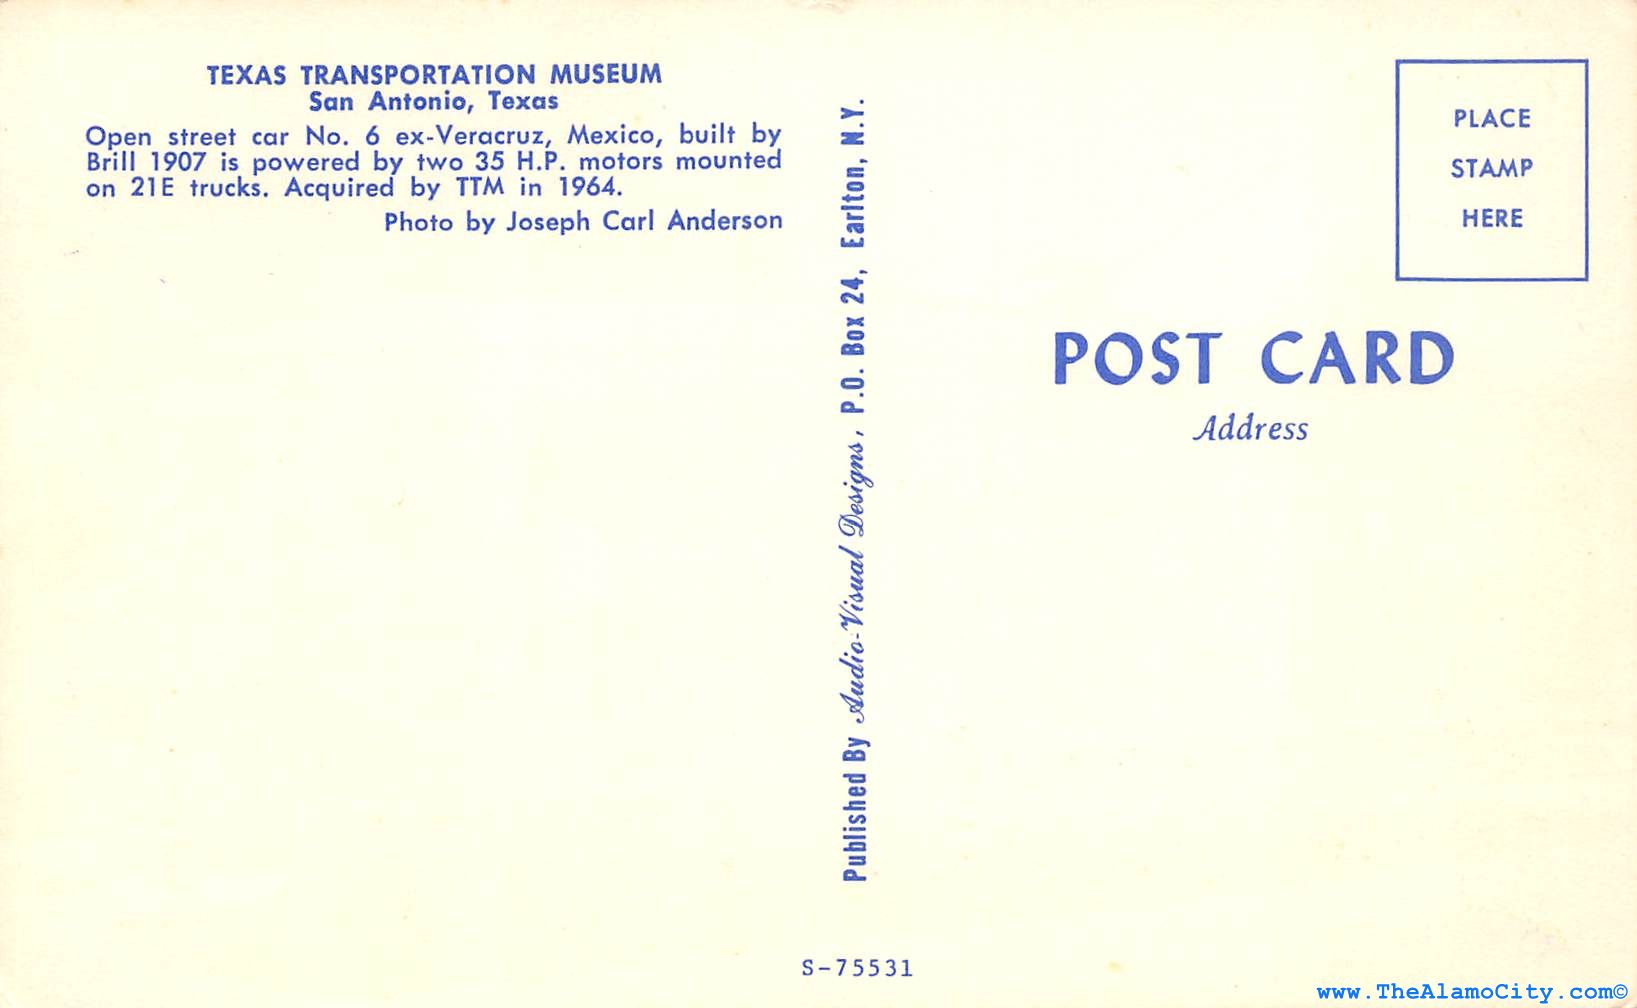 TEXAS TRANSPORTATION MUSEUM
San Antonio, Texas
Open street car No. 6 ex-Veracruz, Mexico, built by
Brill 1907 is powered by two 35 H.P. motors mounted
on 21E trucks. Acquired by TTM in 1964.
Photo by Joseph Carl Anderson
Published By Audio-Visual Designs, P.O. Box 24, Earlton, N.Y.
PLACE
STAMP
HERE
POST CARD
Address
S-75531
www.TheAlamoCity.com©